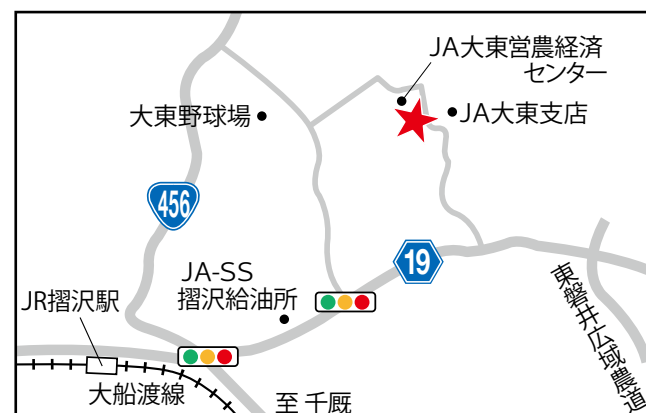 JA大東営農経済
センター
大東野球場
JA大東支店
456
19
JA-SS
摺沢給油所
JR摺沢駅
大船渡線
至 千厩
東磐井広域農道